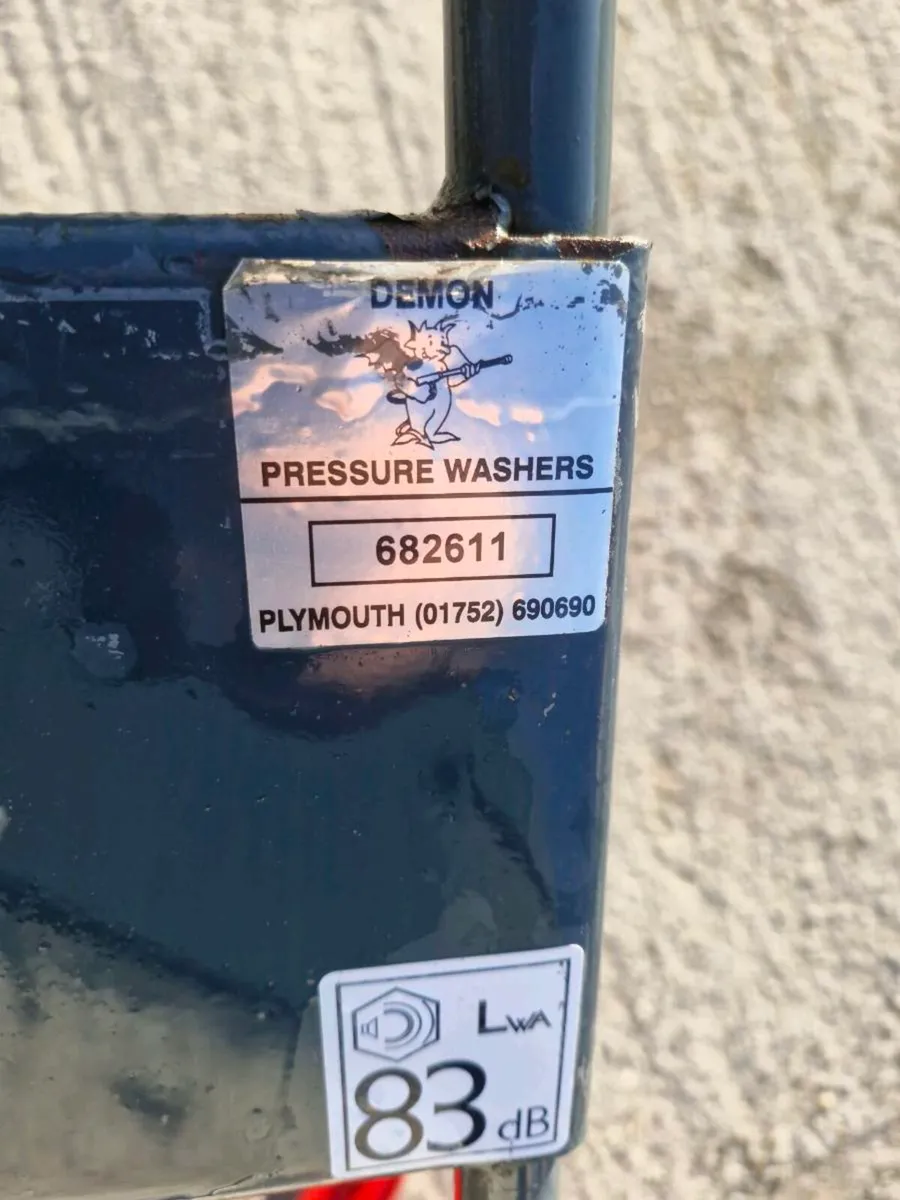 DEMON
PRESSURE WASHERS
682611
PLYMOUTH (01752) 690690
LWA
83 dB